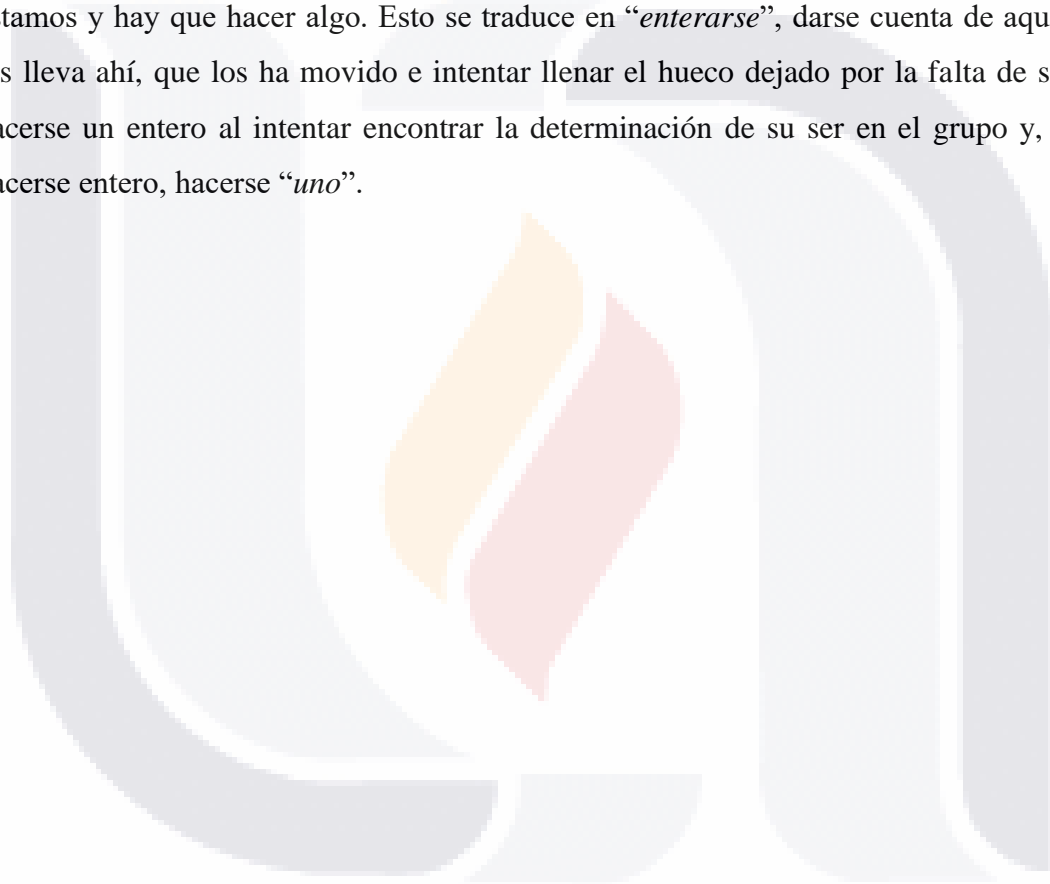 stamos y hay que hacer algo. Esto se traduce en “enterarse”, darse cuenta de aqu
s lleva ahí, que los ha movido e intentar llenar el hueco dejado por la falta de s
acerse un entero al intentar encontrar la determinación de su ser en el grupo y,
acerse entero, hacerse “uno”.